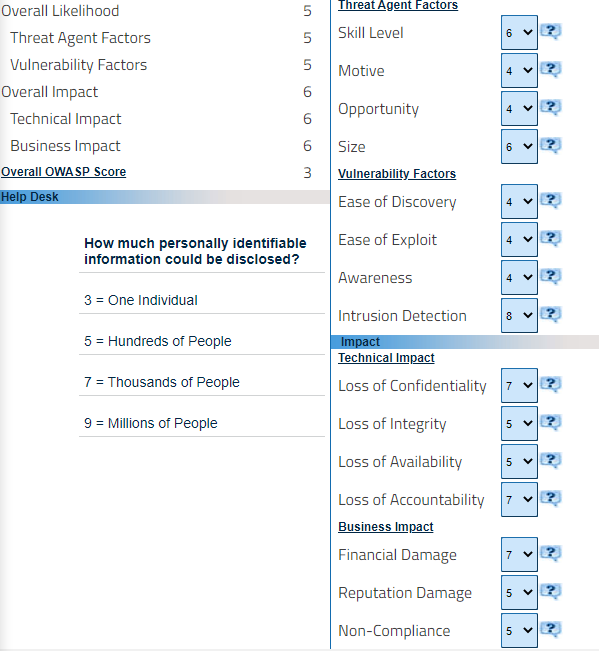 Overall Likelihood 5
Threat Agent Factors 5
Vulnerability Factors 5
Overall Impact 6
Technical Impact 6
Business Impact 6
Overall OWASP Score 3
Help Desk
How much personally identifiable
information could be disclosed?
3 = One Individual
5 = Hundreds of People
7 = Thousands of People
9 = Millions of People
Threat Agent Factors
Skill Level 6 ?
Motive 4 ?
Opportunity 4 ?
Size 6 ?
Vulnerability Factors
Ease of Discovery 4 ?
Ease of Exploit 4 ?
Awareness 4 ?
Intrusion Detection 8 ?
Impact
Technical Impact
Loss of Confidentiality 7 ?
Loss of Integrity 5 ?
Loss of Availability 5 ?
Loss of Accountability 7 ?
Business Impact
Financial Damage 7 ?
Reputation Damage 5 ?
Non-Compliance 5 ?